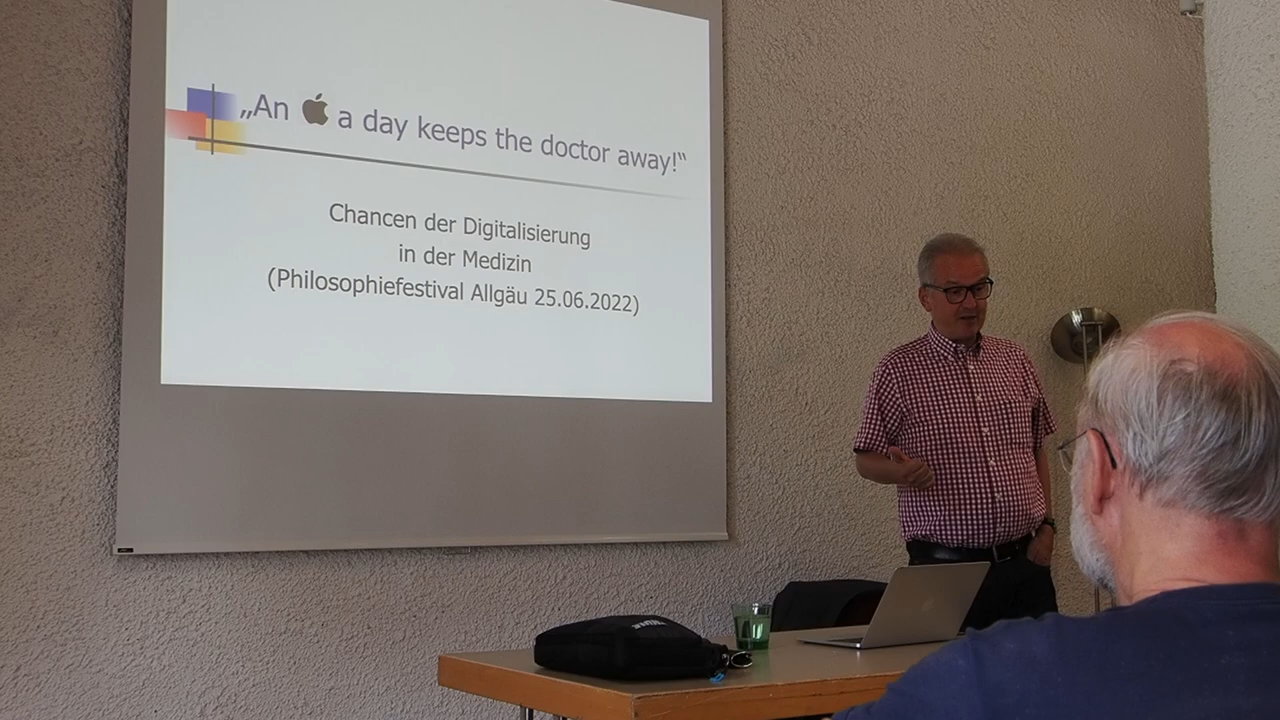 „An a day keeps the doctor away!“
Chancen der Digitalisierung
in der Medizin
(Philosophiefestival Allgäu 25.06.2022)